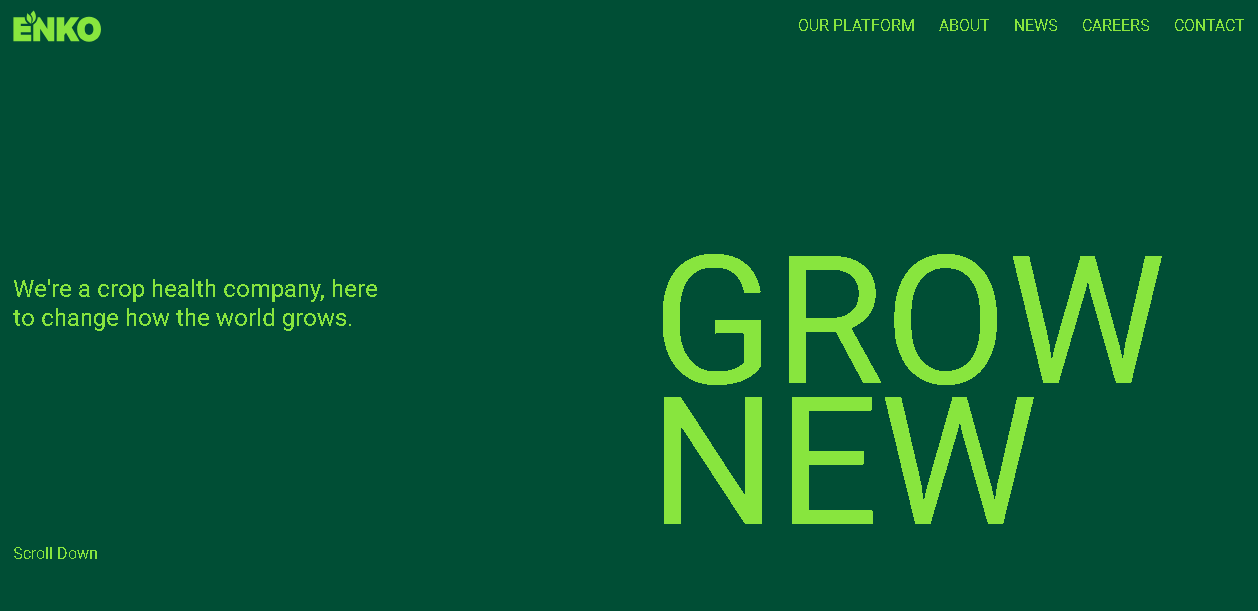 ENKO
OUR PLATFORM ABOUT NEWS CAREERS CONTACT
We're a crop health company, here
to change how the world grows.
GROW
NEW
Scroll Down